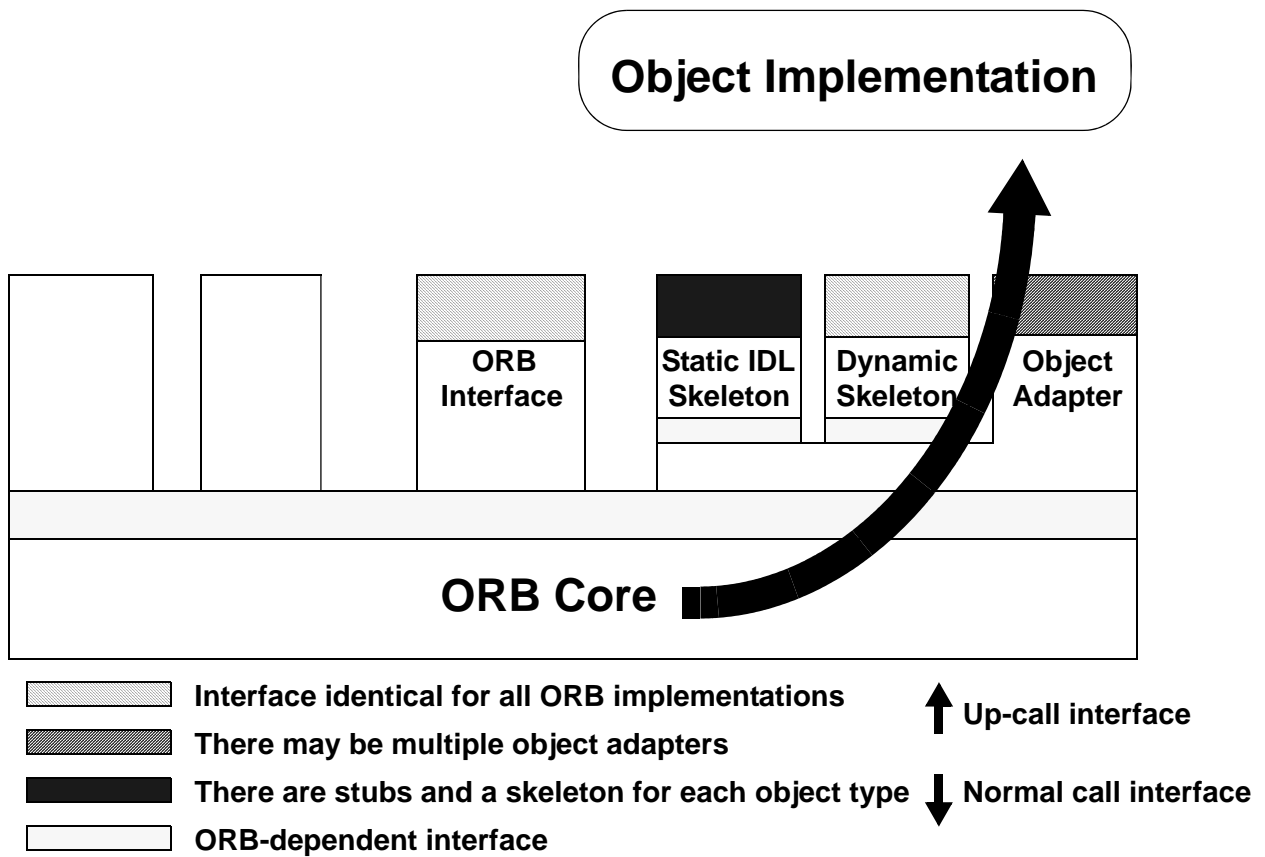 Object Implementation
ORB
Interface
Static IDL
Skeleton
Dynamic
Skeleton
Object
Adapter
ORB Core
Interface identical for all ORB implementations
There may be multiple object adapters
There are stubs and a skeleton for each object type
ORB-dependent interface
Up-call interface
Normal call interface